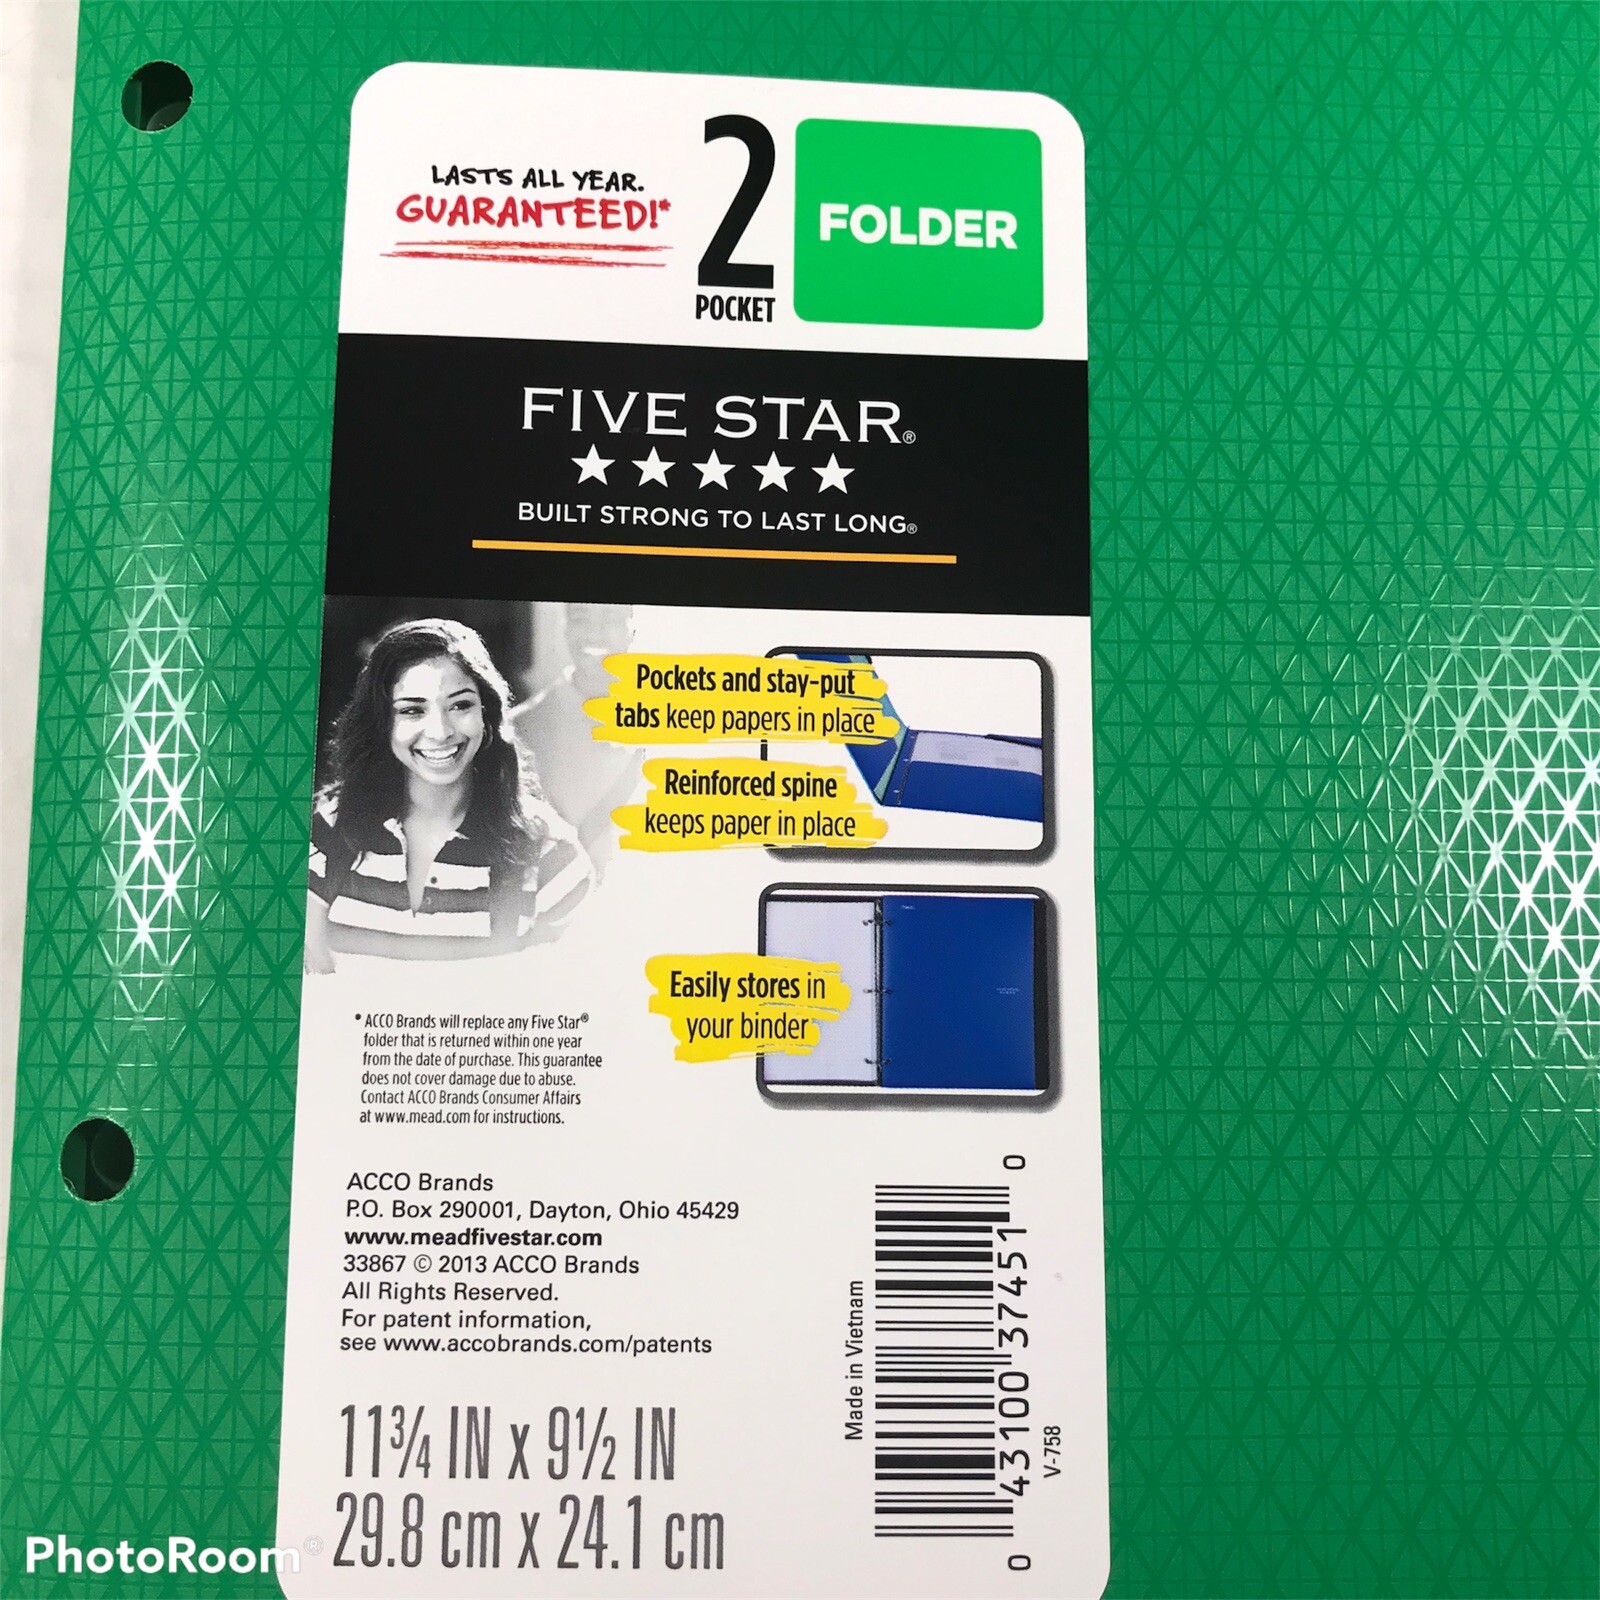 LASTS ALL YEAR.
GUARANTEED!*
2
POCKET
FOLDER
FIVE STAR®
BUILT STRONG TO LAST LONG®
Pockets and stay-put
tabs keep papers in place
Reinforced spine
keeps paper in place
Easily stores in
your binder
* ACCO Brands will replace any Five Star®
folder that is returned within one year
from the date of purchase. This guarantee
does not cover damage due to abuse.
Contact ACCO Brands Consumer Affairs
at www.mead.com for instructions.
ACCO Brands
P.O. Box 290001, Dayton, Ohio 45429
www.meadfivestar.com
33867 © 2013 ACCO Brands
All Rights Reserved.
For patent information,
see www.accobrands.com/patents
11¾ IN x 9½ IN
29.8 cm x 24.1 cm
Made in Vietnam
0 43100 37451 0
V-758
PhotoRoom®